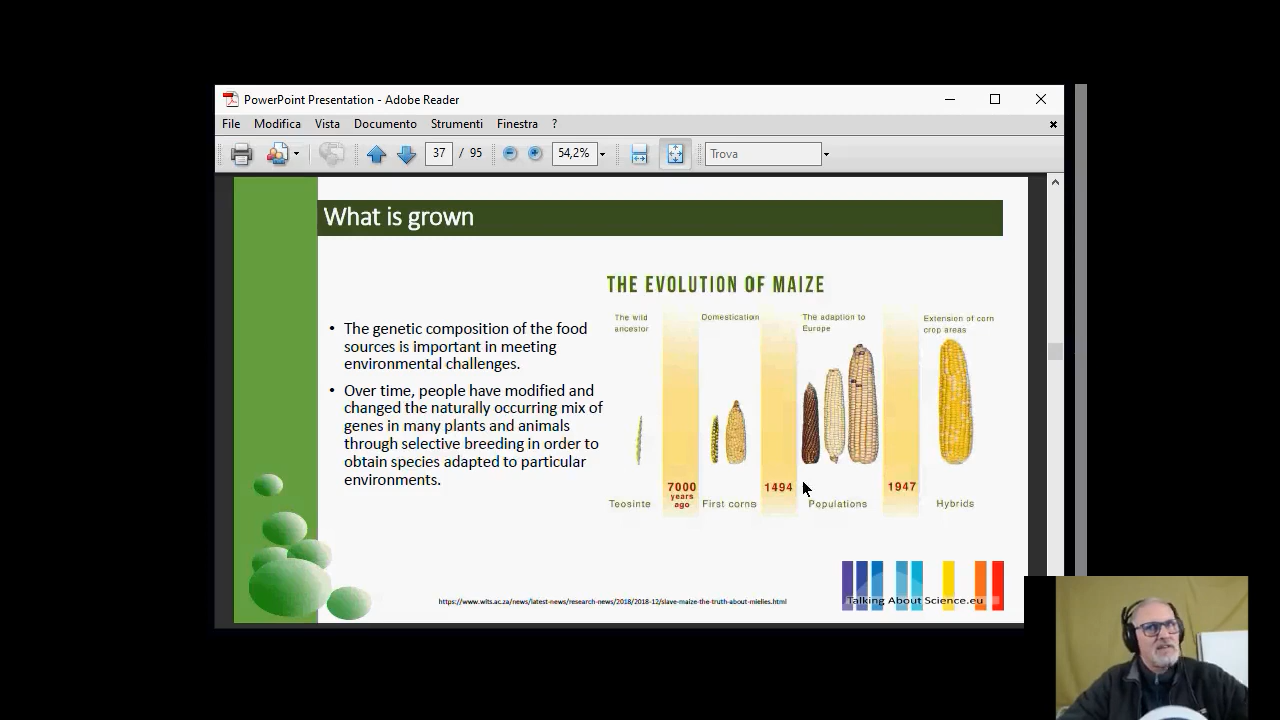 PowerPoint Presentation - Adobe Reader
File Modifica Vista Documento Strumenti Finestra ?
37 / 95 54,2% Trova
What is grown
THE EVOLUTION OF MAIZE
• The genetic composition of the food
sources is important in meeting
environmental challenges.
• Over time, people have modified and
changed the naturally occurring mix of
genes in many plants and animals
through selective breeding in order to
obtain species adapted to particular
environments.
The wild
ancestor
Domestication
The adaption to
Europe
Extension of corn
crop areas
7000
years
ago
1494
1947
Teosinte
First corns
Populations
Hybrids
https://www.wits.ac.za/news/latest-news/research-news/2018/2018-12/slave-maize-the-truth-about-mielies.html
Talking About Science.eu